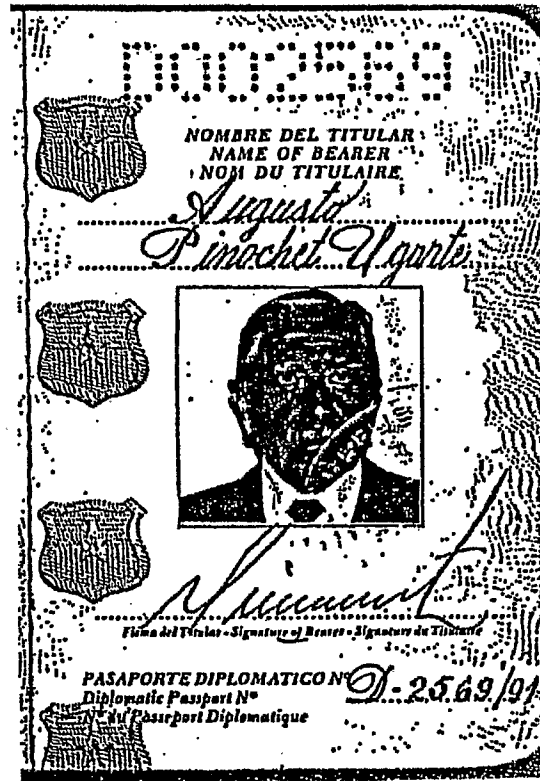 D002569
NOMBRE DEL TITULAR
NAME OF BEARER
NOM DU TITULAIRE
Augusto
Pinochet Ugarte
Firma del Titular - Signature of Bearer - Signature du Titulaire
PASAPORTE DIPLOMATICO Nº D-2569/91
Diplomatic Passport Nº
Nº du Passeport Diplomatique